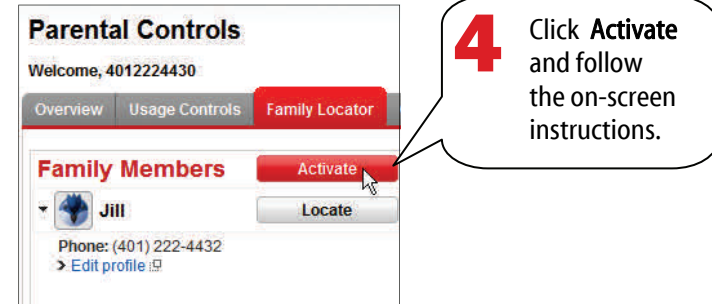 Parental Controls
Welcome, 4012224430
Overview Usage Controls Family Locator
Family Members Activate
Jill Locate
Phone: (401) 222-4432
> Edit profile
4 Click Activate
and follow
the on-screen
instructions.